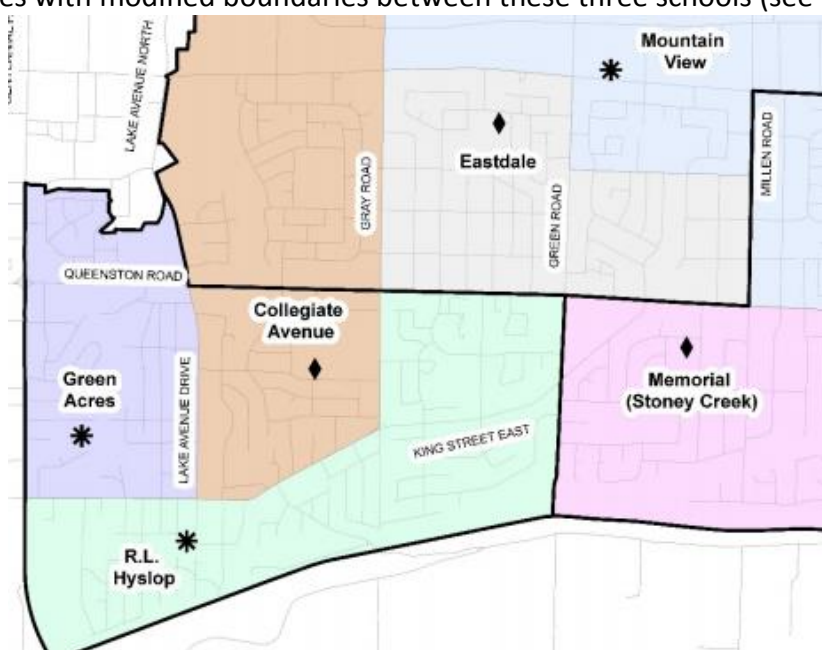 es with modified boundaries between these three schools (see
LAKE AVENUE NORTH
Mountain
View
MILLEN ROAD
Eastdale
GRAY ROAD
GREEN ROAD
QUEENSTON ROAD
Collegiate
Avenue
Green
Acres
LAKE AVENUE DRIVE
Memorial
(Stoney Creek)
KING STREET EAST
R.L.
Hyslop